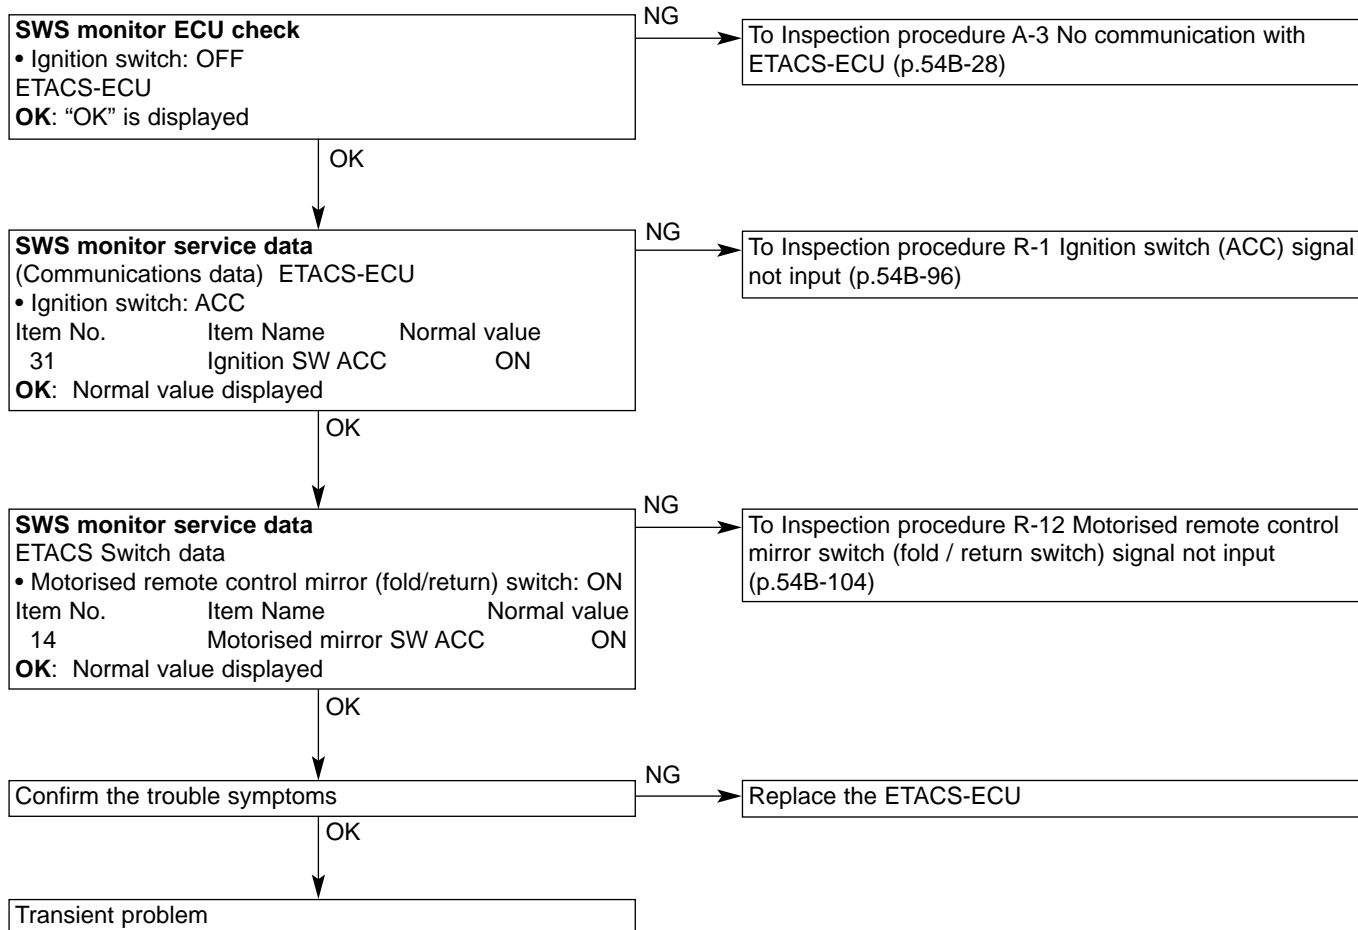 SWS monitor ECU check
• Ignition switch: OFF
ETACS-ECU
OK: “OK” is displayed
NG
To Inspection procedure A-3 No communication with
ETACS-ECU (p.54B-28)
OK
SWS monitor service data
(Communications data) ETACS-ECU
• Ignition switch: ACC
Item No. Item Name Normal value
31 Ignition SW ACC ON
OK: Normal value displayed
NG
To Inspection procedure R-1 Ignition switch (ACC) signal
not input (p.54B-96)
OK
SWS monitor service data
ETACS Switch data
• Motorised remote control mirror (fold/return) switch: ON
Item No. Item Name Normal value
14 Motorised mirror SW ACC ON
OK: Normal value displayed
NG
To Inspection procedure R-12 Motorised remote control
mirror switch (fold / return switch) signal not input
(p.54B-104)
OK
Confirm the trouble symptoms
NG
Replace the ETACS-ECU
OK
Transient problem